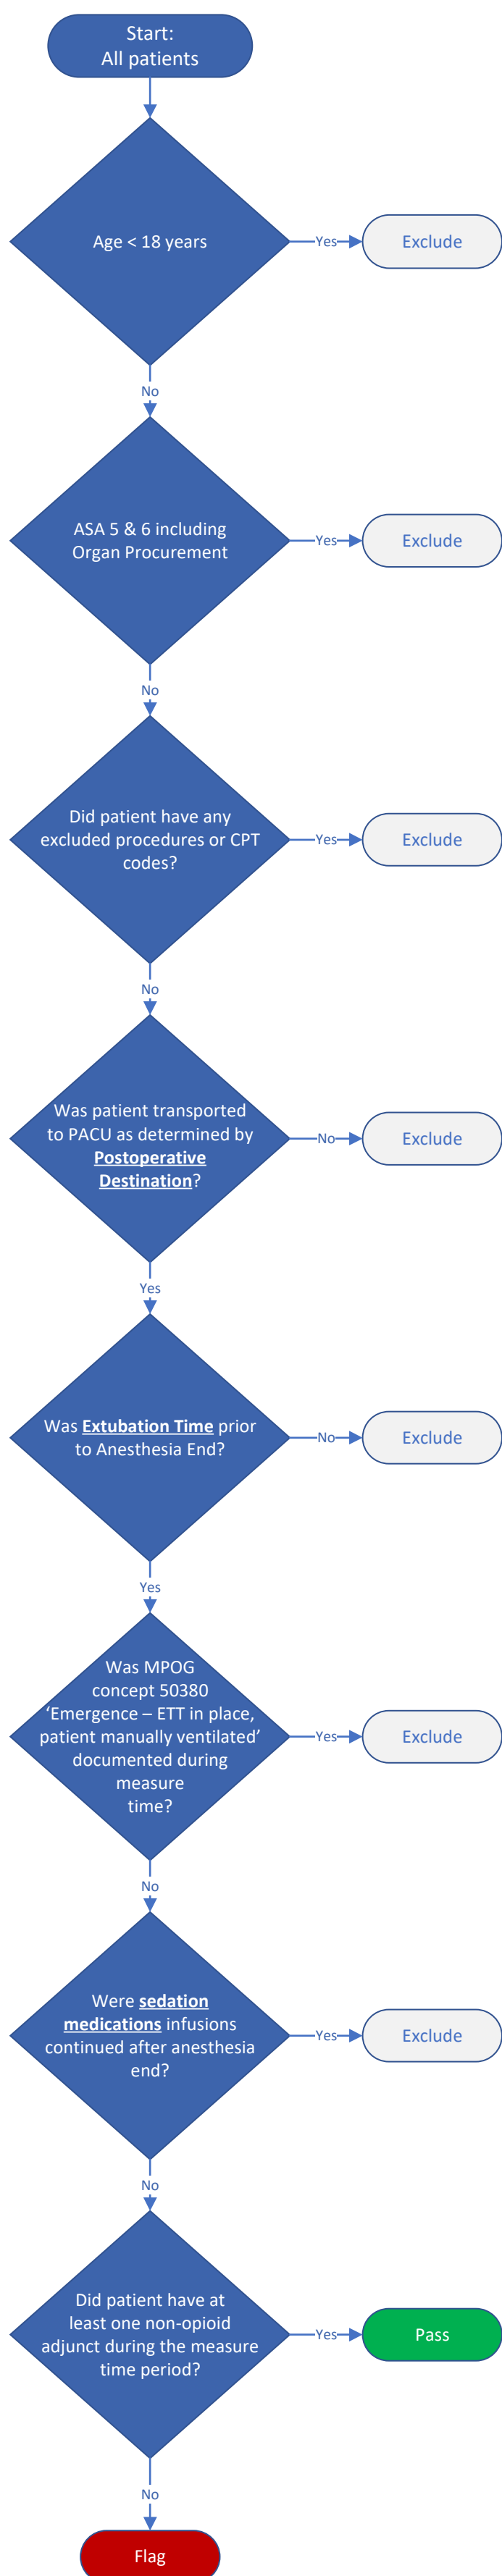 Start:
All patients
Age < 18 years
Yes
Exclude
No
ASA 5 & 6 including
Organ Procurement
Yes
Exclude
No
Did patient have any
excluded procedures or CPT
codes?
Yes
Exclude
No
Was patient transported
to PACU as determined by
Postoperative
Destination?
No
Exclude
Yes
Was Extubation Time prior
to Anesthesia End?
No
Exclude
Yes
Was MPOG
concept 50380
‘Emergence – ETT in place,
patient manually ventilated’
documented during
measure
time?
Yes
Exclude
No
Were sedation
medications infusions
continued after anesthesia
end?
Yes
Exclude
No
Did patient have at
least one non-opioid
adjunct during the measure
time period?
Yes
Pass
No
Flag